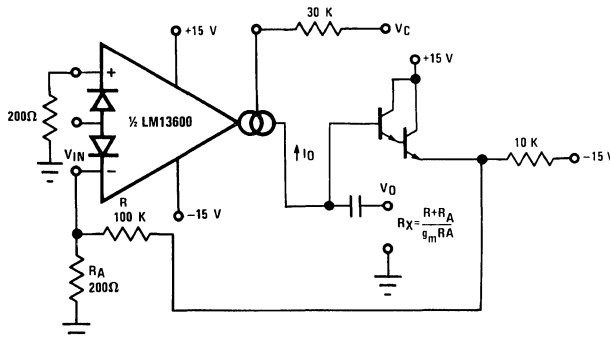 30 K
VC
+15 V
+15 V
+
200Ω
½ LM13600
VIN
−
IO
10 K
−15 V
VO
−15 V
R
100 K
RX = R+RA / gm RA
RA
200Ω